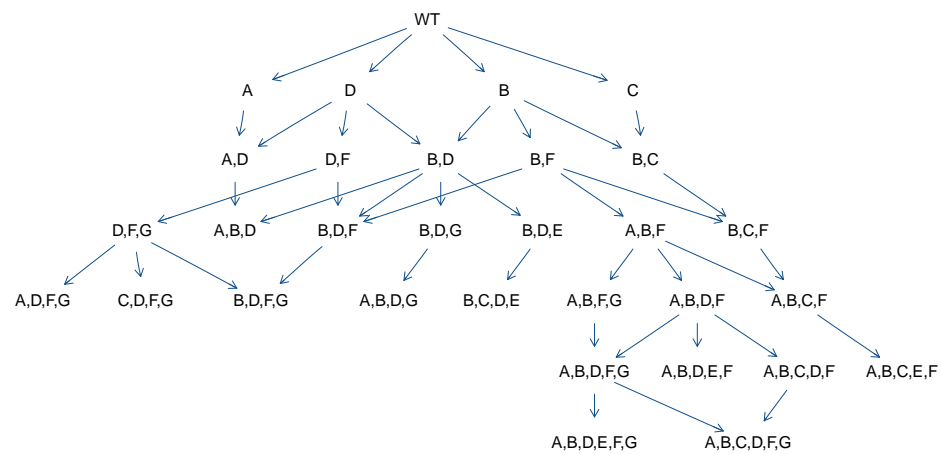 WT
A
D
B
C
A,D
D,F
B,D
B,F
B,C
D,F,G
A,B,D
B,D,F
B,D,G
B,D,E
A,B,F
B,C,F
A,D,F,G
C,D,F,G
B,D,F,G
A,B,D,G
B,C,D,E
A,B,F,G
A,B,D,F
A,B,C,F
A,B,D,F,G
A,B,D,E,F
A,B,C,D,F
A,B,C,E,F
A,B,D,E,F,G
A,B,C,D,F,G